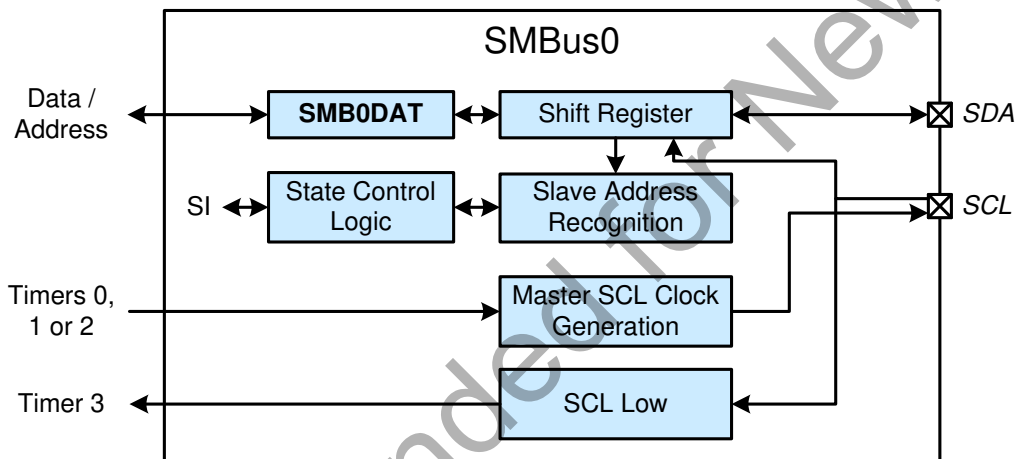 SMBus0
Data /
Address
SMB0DAT
Shift Register
SDA
SI
State Control
Logic
Slave Address
Recognition
SCL
Timers 0,
1 or 2
Master SCL Clock
Generation
Timer 3
SCL Low
for